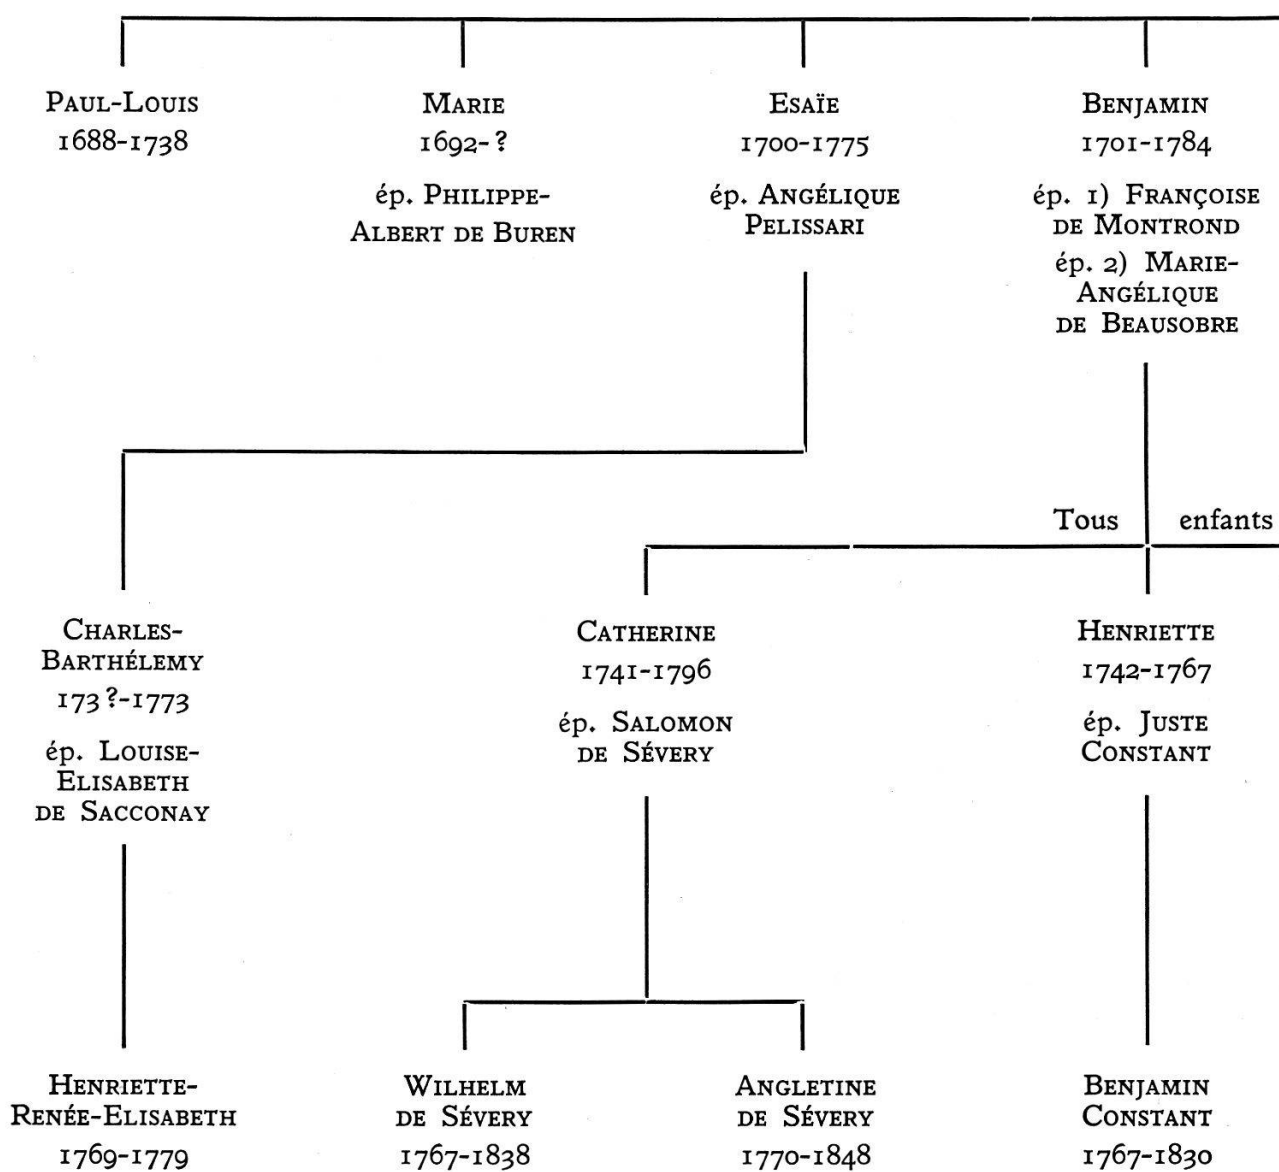 PAUL-LOUIS
1688-1738
MARIE
1692-?
ép. PHILIPPE-
ALBERT DE BUREN
ESAÏE
1700-1775
ép. ANGÉLIQUE
PELISSARI
BENJAMIN
1701-1784
ép. 1) FRANÇOISE
DE MONTROND
ép. 2) MARIE-
ANGÉLIQUE
DE BEAUSOBRE
Tous enfants
CHARLES-
BARTHÉLEMY
173?-1773
ép. LOUISE-
ELISABETH
DE SACCONAY
CATHERINE
1741-1796
ép. SALOMON
DE SÉVERY
HENRIETTE
1742-1767
ép. JUSTE
CONSTANT
HENRIETTE-
RENÉE-ELISABETH
1769-1779
WILHELM
DE SÉVERY
1767-1838
ANGLETINE
DE SÉVERY
1770-1848
BENJAMIN
CONSTANT
1767-1830